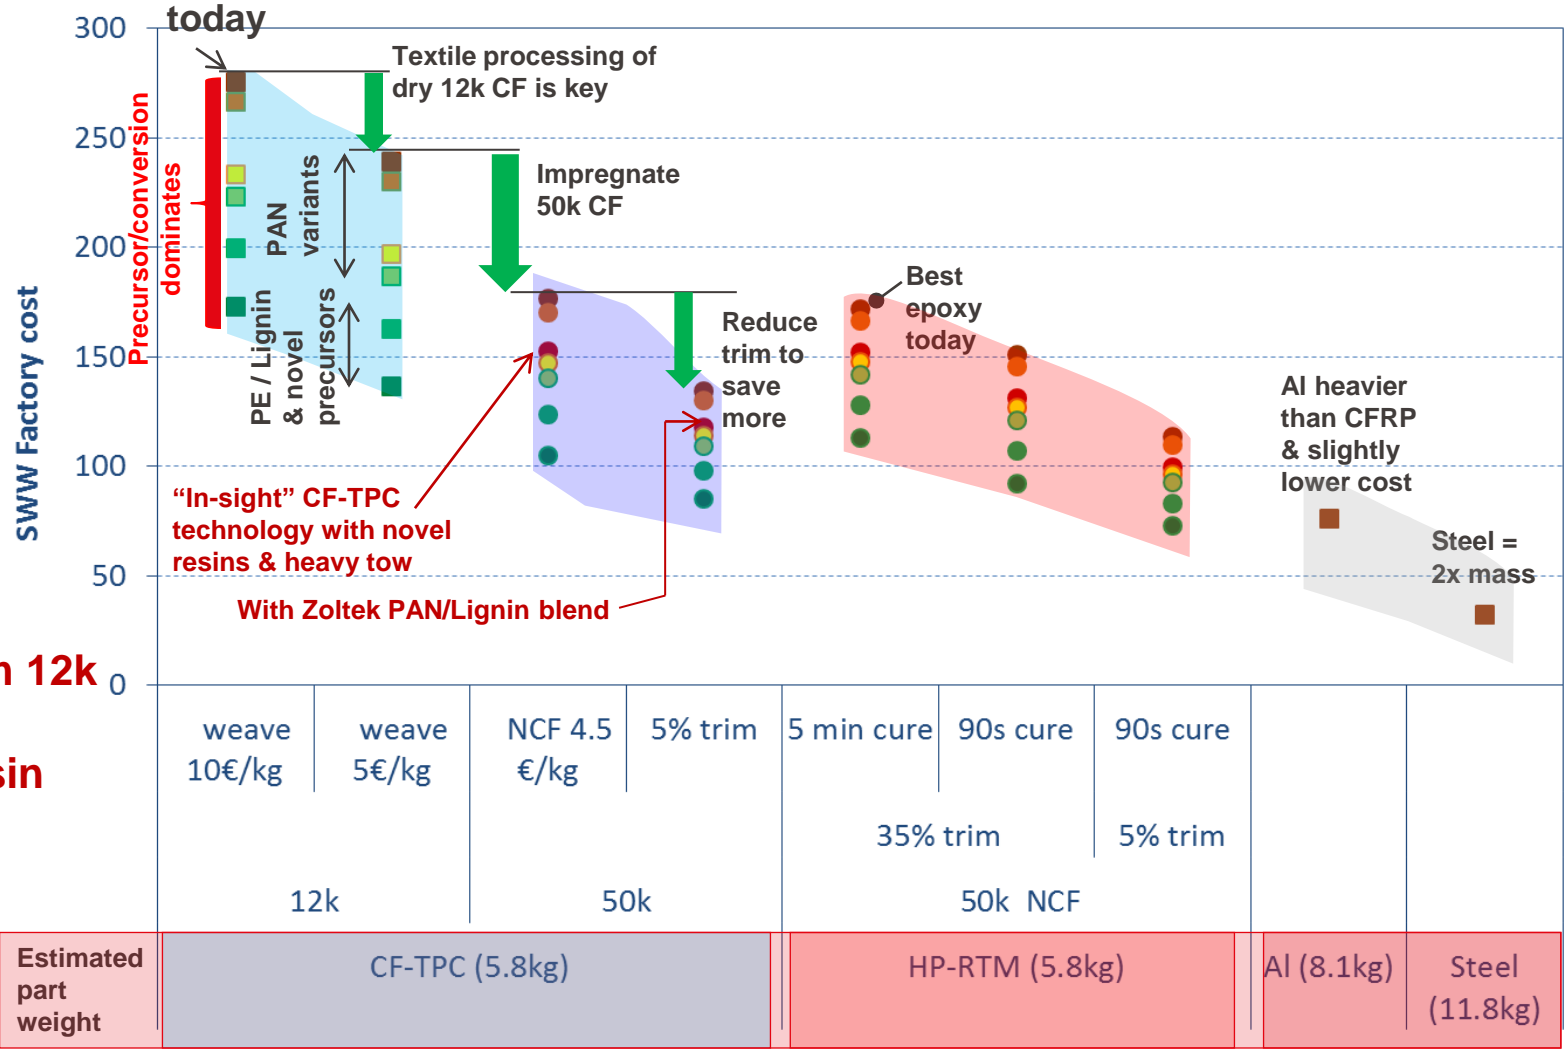 today
Textile processing of
dry 12k CF is key
300
250
200
150
100
50
0
SWW Factory cost
Precursor/conversion
dominates
PAN
variants
PE / Lignin
& novel
precursors
Impregnate
50k CF
Reduce
trim to
save
more
Best
epoxy
today
Al heavier
than CFRP
& slightly
lower cost
Steel =
2x mass
“In-sight” CF-TPC
technology with novel
resins & heavy tow
With Zoltek PAN/Lignin blend
12k
weave
10€/kg
weave
5€/kg
NCF 4.5
€/kg
5% trim
5 min cure
90s cure
90s cure
35% trim
5% trim
12k
50k
50k NCF
Estimated
part
weight
CF-TPC (5.8kg)
HP-RTM (5.8kg)
Al (8.1kg)
Steel
(11.8kg)